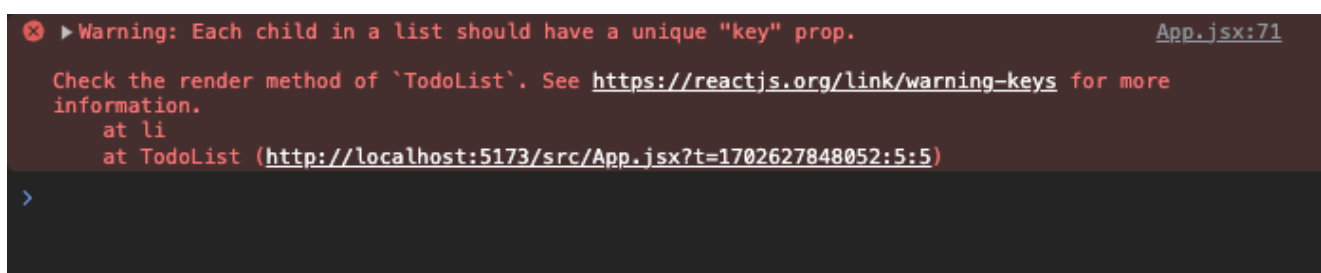 Warning: Each child in a list should have a unique "key" prop. App.jsx:71
Check the render method of `TodoList`. See https://reactjs.org/link/warning-keys for more
information.
at li
at TodoList (http://localhost:5173/src/App.jsx?t=1702627848052:5:5)